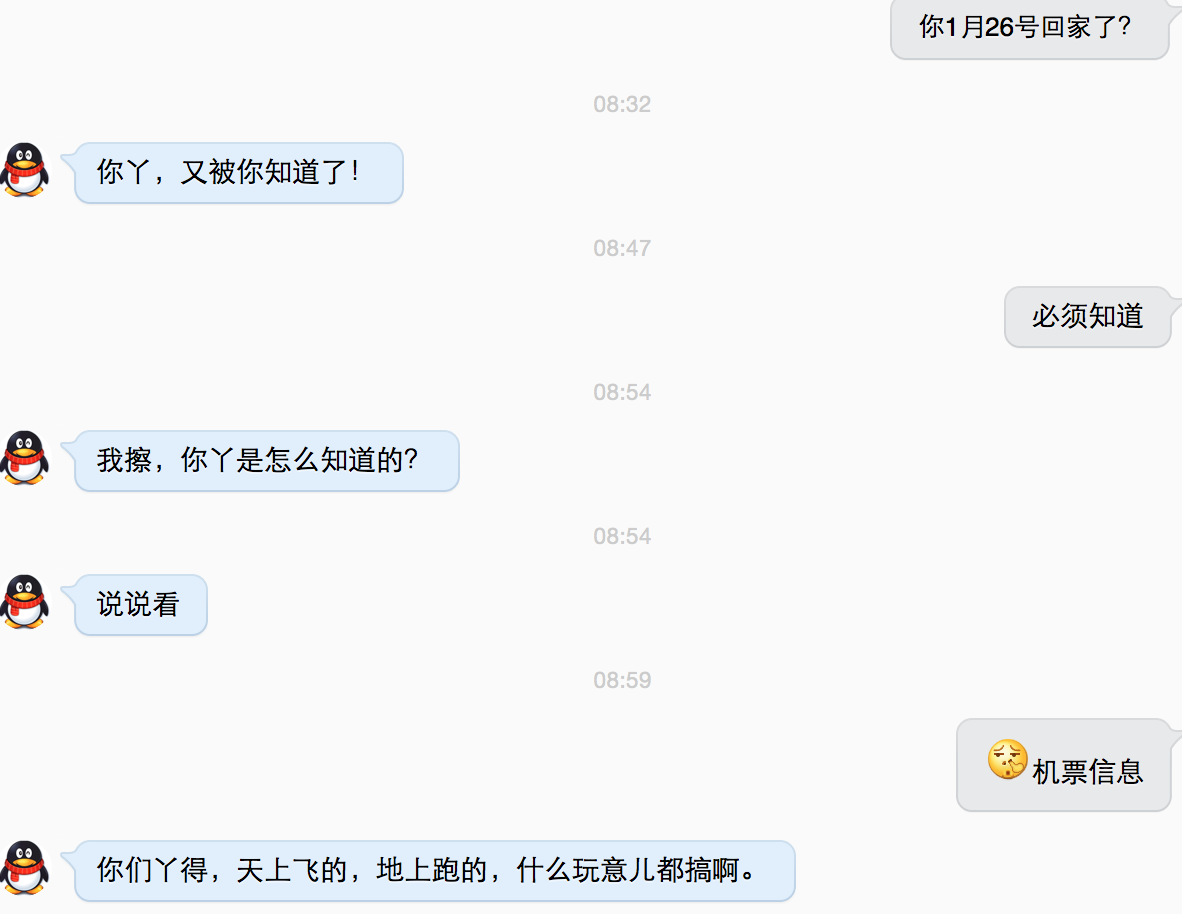 你1月26号回家了？
08:32
你丫，又被你知道了！
08:47
必须知道
08:54
我擦，你丫是怎么知道的？
08:54
说说看
08:59
机票信息
你们丫得，天上飞的，地上跑的，什么玩意儿都搞啊。